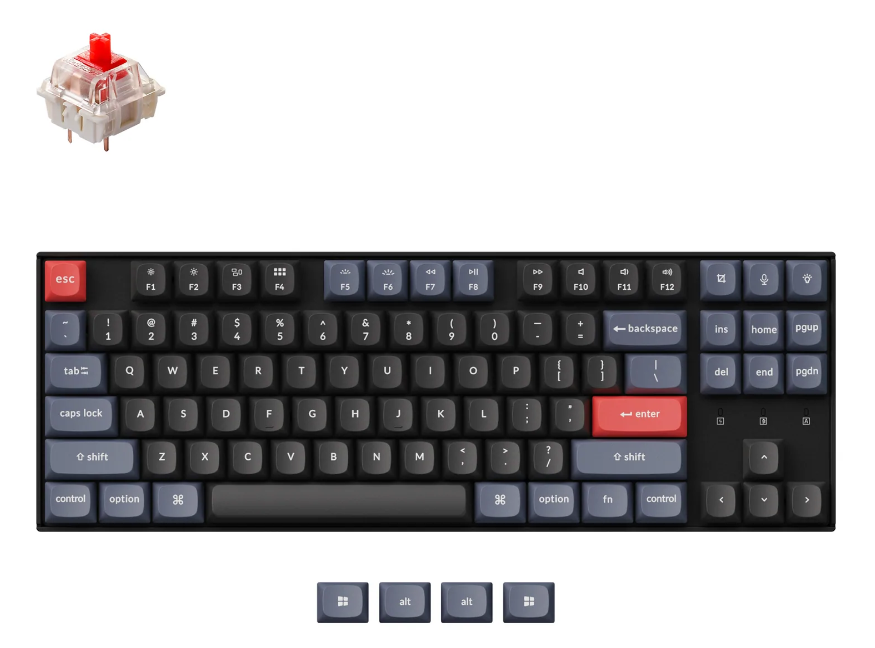 esc F1 F2 F3 F4 F5 F6 F7 F8 F9 F10 F11 F12
~ ! @ # $ % ^ & * ( ) — +
` 1 2 3 4 5 6 7 8 9 0 - = backspace ins home pgup
tab Q W E R T Y U I O P { } |
[ ] \ del end pgdn
caps lock A S D F G H J K L : " enter
; '
shift Z X C V B N M < > ? shift
, . /
control option ⌘ ⌘ option fn control
alt alt